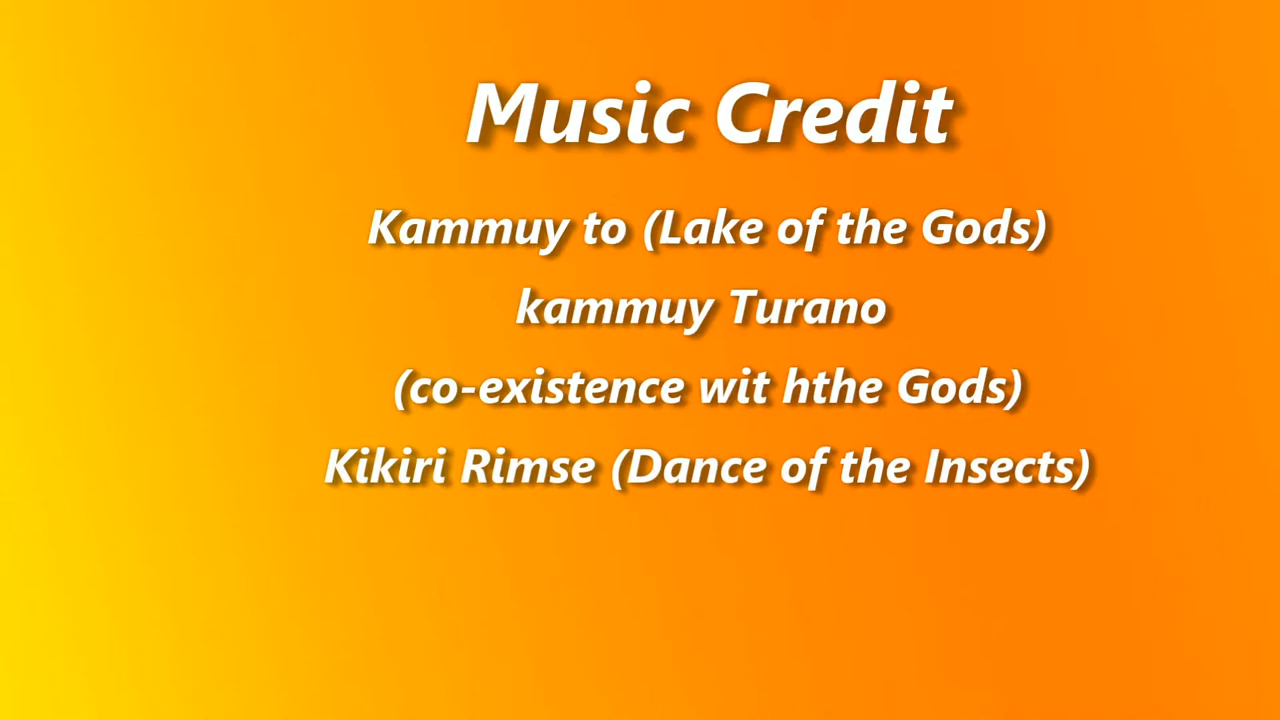 Music Credit
Kammuy to (Lake of the Gods)
kammuy Turano
(co-existence wit hthe Gods)
Kikiri Rimse (Dance of the Insects)